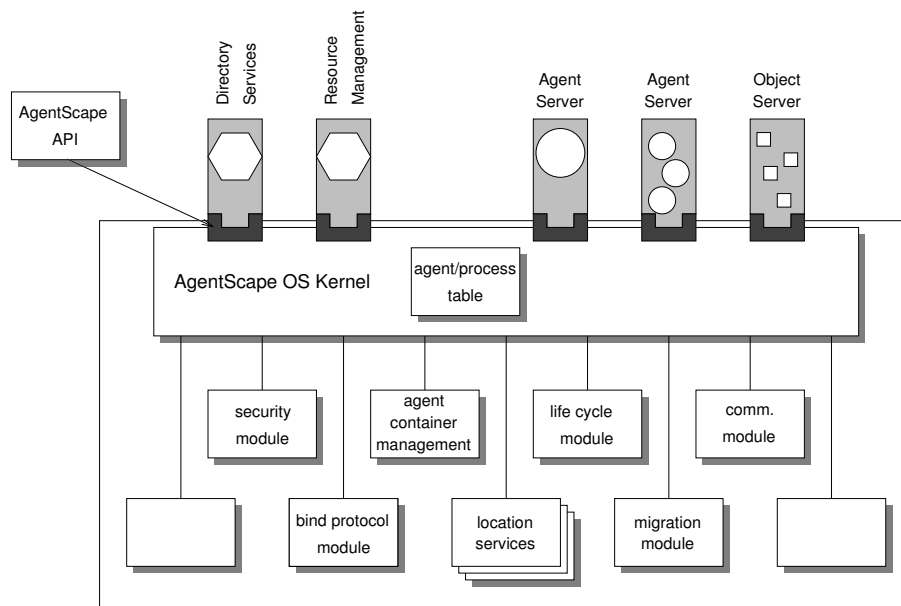 Directory
Services
Resource
Management
Agent
Server
Agent
Server
Object
Server
AgentScape
API
AgentScape OS Kernel
agent/process
table
security
module
agent
container
management
life cycle
module
comm.
module
bind protocol
module
location
services
migration
module